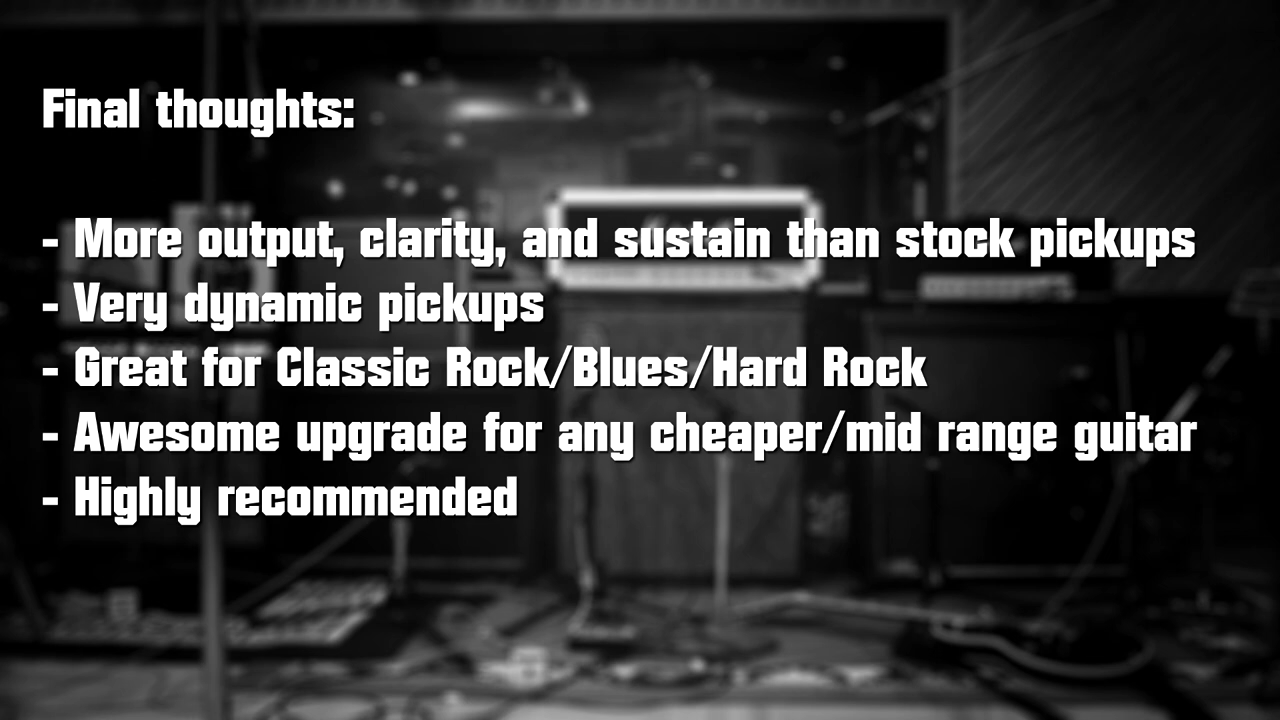 Final thoughts:
- More output, clarity, and sustain than stock pickups
- Very dynamic pickups
- Great for Classic Rock/Blues/Hard Rock
- Awesome upgrade for any cheaper/mid range guitar
- Highly recommended